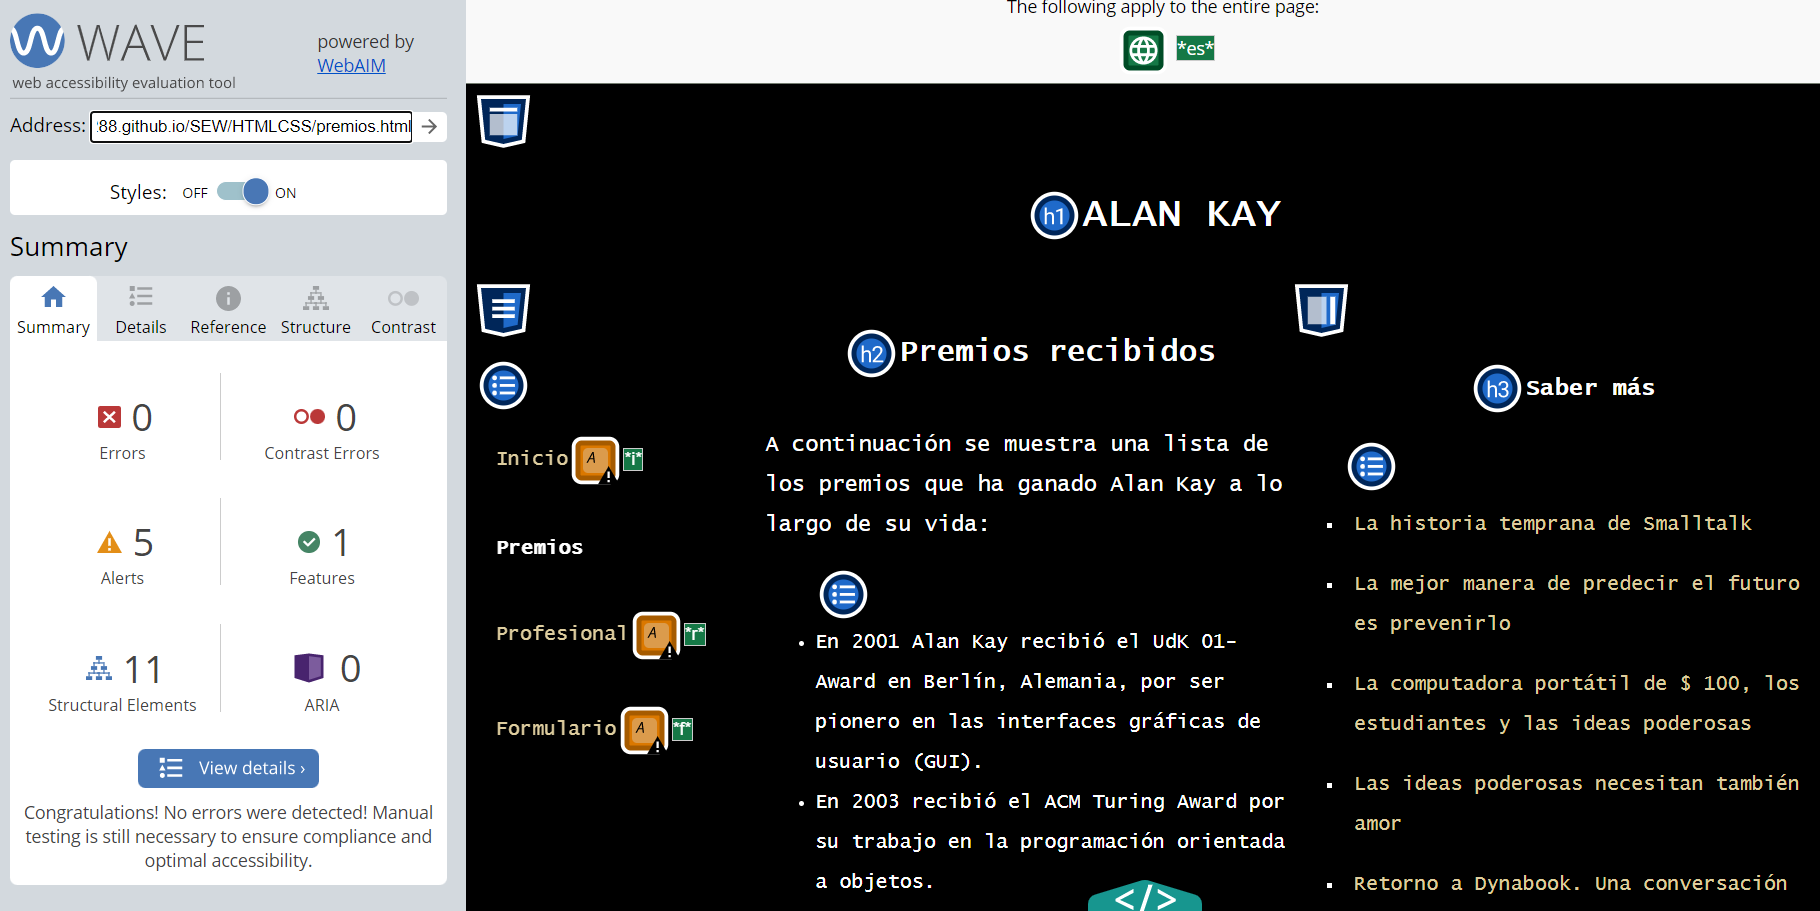 WAVE
web accessibility evaluation tool
powered by
WebAIM
Address: :88.github.io/SEW/HTMLCSS/premios.html
Styles: OFF ON
Summary
Summary Details Reference Structure Contrast
0
Errors
0
Contrast Errors
5
Alerts
1
Features
11
Structural Elements
0
ARIA
View details ›
Congratulations! No errors were detected! Manual
testing is still necessary to ensure compliance and
optimal accessibility.
The following apply to the entire page:
*es*
h1 ALAN KAY
Inicio A *i*
Premios
Profesional A *r*
Formulario A *f*
h2 Premios recibidos
A continuación se muestra una lista de
los premios que ha ganado Alan Kay a lo
largo de su vida:
• En 2001 Alan Kay recibió el UdK 01-
Award en Berlín, Alemania, por ser
pionero en las interfaces gráficas de
usuario (GUI).
• En 2003 recibió el ACM Turing Award por
su trabajo en la programación orientada
a objetos.
</>
h3 Saber más
▪ La historia temprana de Smalltalk
▪ La mejor manera de predecir el futuro
es prevenirlo
▪ La computadora portátil de $ 100, los
estudiantes y las ideas poderosas
▪ Las ideas poderosas necesitan también
amor
▪ Retorno a Dynabook. Una conversación